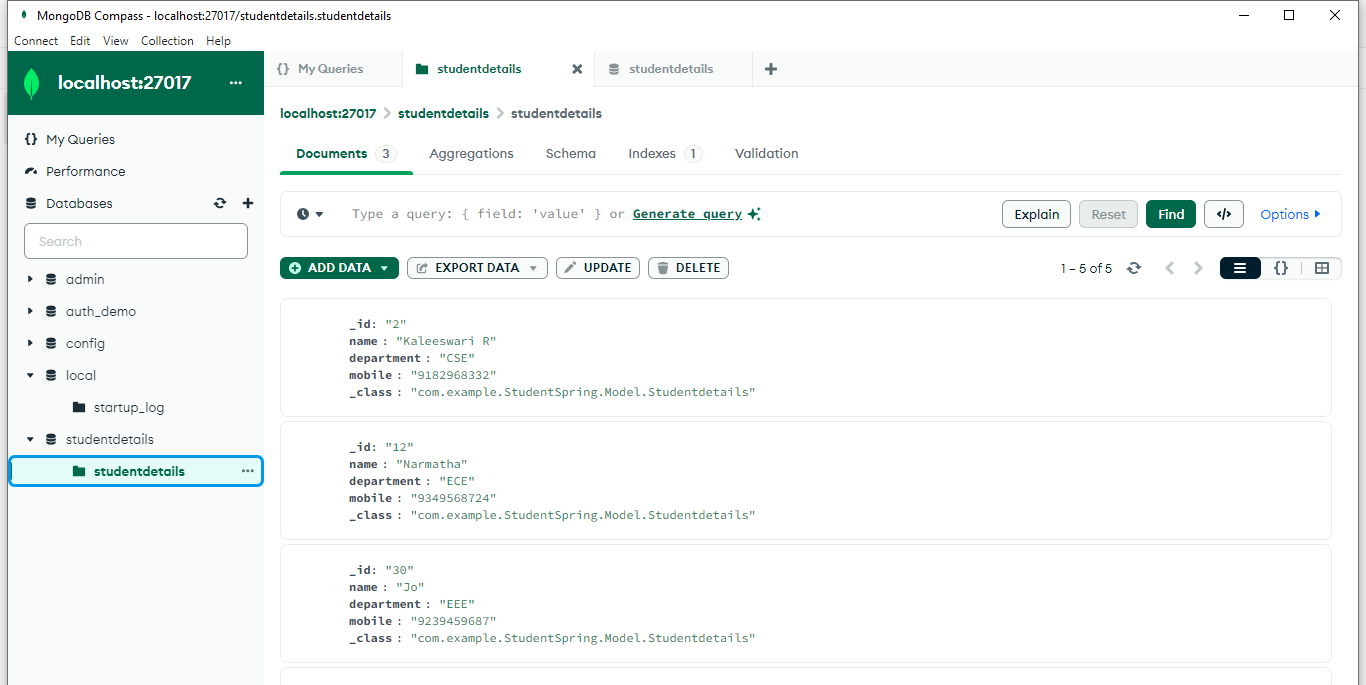 MongoDB Compass - localhost:27017/studentdetails.studentdetails
Connect Edit View Collection Help
localhost:27017
My Queries
Performance
Databases
Search
admin
auth_demo
config
local
startup_log
studentdetails
studentdetails
{} My Queries
studentdetails
studentdetails
localhost:27017 > studentdetails > studentdetails
Documents 3 Aggregations Schema Indexes 1 Validation
Type a query: { field: 'value' } or Generate query
Explain Reset Find </> Options
ADD DATA EXPORT DATA UPDATE DELETE
1 – 5 of 5
{}
_id: "2"
name : "Kaleeswari R"
department : "CSE"
mobile : "9182968332"
_class : "com.example.StudentSpring.Model.Studentdetails"
_id: "12"
name : "Narmatha"
department : "ECE"
mobile : "9349568724"
_class : "com.example.StudentSpring.Model.Studentdetails"
_id: "30"
name : "Jo"
department : "EEE"
mobile : "9239459687"
_class : "com.example.StudentSpring.Model.Studentdetails"